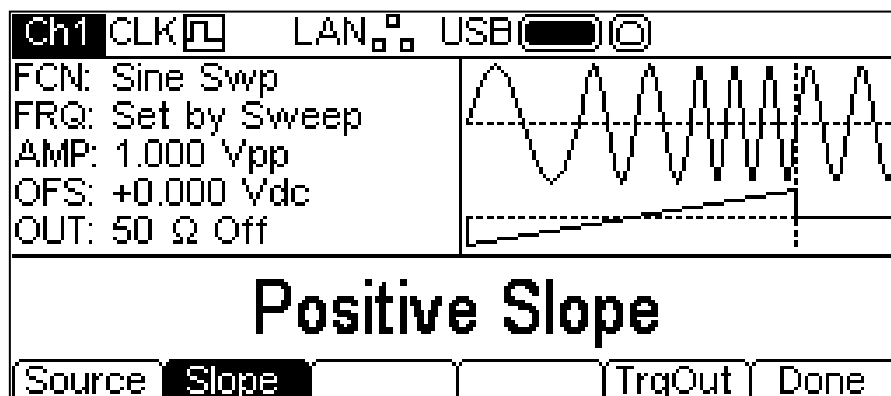 Ch1 CLK LAN USB
FCN: Sine Swp
FRQ: Set by Sweep
AMP: 1.000 Vpp
OFS: +0.000 Vdc
OUT: 50 Ω Off
Positive Slope
Source Slope TrgOut Done